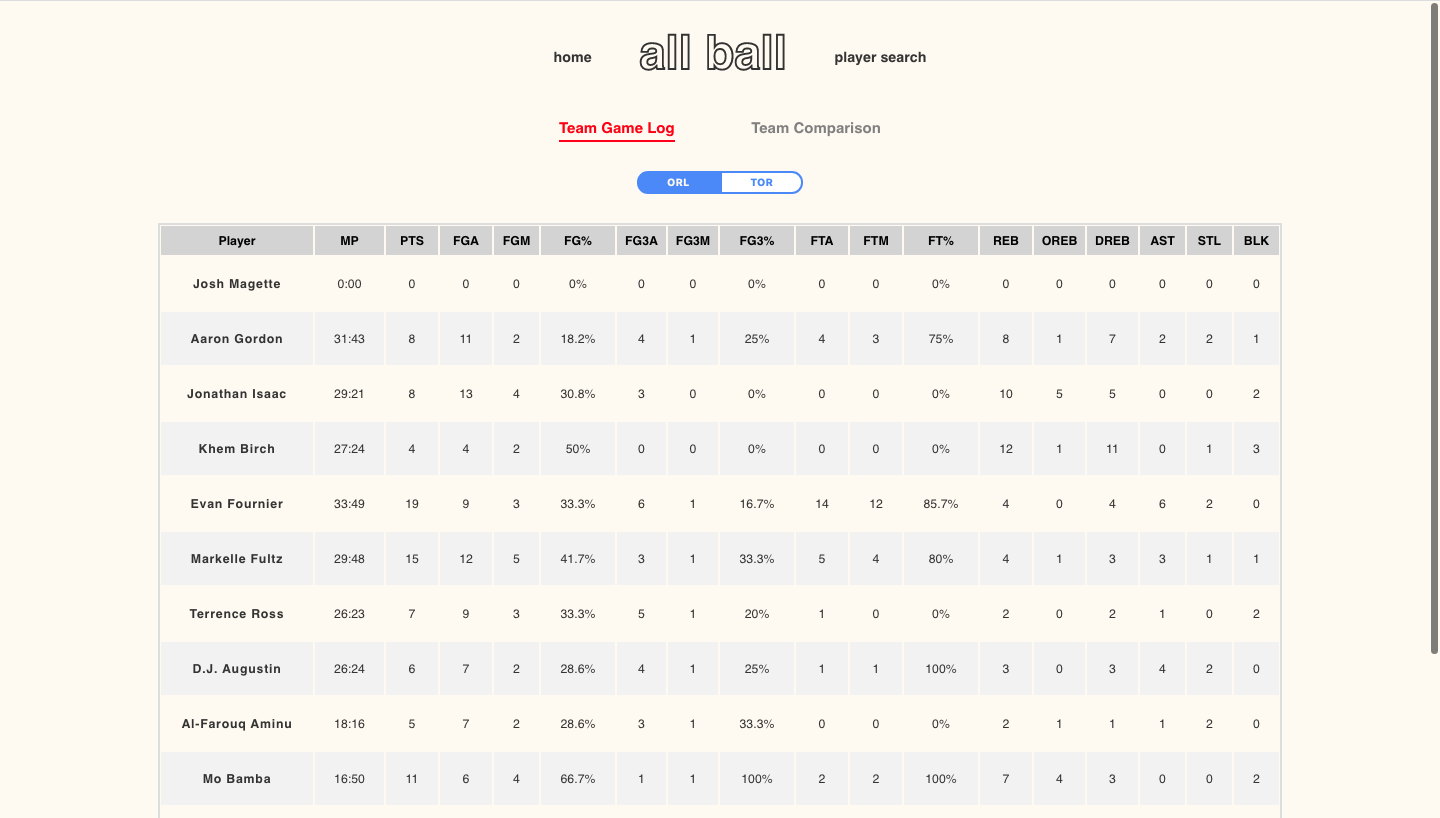 home all ball player search
Team Game Log Team Comparison
ORL TOR
Player MP PTS FGA FGM FG% FG3A FG3M FG3% FTA FTM FT% REB OREB DREB AST STL BLK
Josh Magette 0:00 0 0 0 0% 0 0 0% 0 0 0% 0 0 0 0 0 0
Aaron Gordon 31:43 8 11 2 18.2% 4 1 25% 4 3 75% 8 1 7 2 2 1
Jonathan Isaac 29:21 8 13 4 30.8% 3 0 0% 0 0 0% 10 5 5 0 0 2
Khem Birch 27:24 4 4 2 50% 0 0 0% 0 0 0% 12 1 11 0 1 3
Evan Fournier 33:49 19 9 3 33.3% 6 1 16.7% 14 12 85.7% 4 0 4 6 2 0
Markelle Fultz 29:48 15 12 5 41.7% 3 1 33.3% 5 4 80% 4 1 3 3 1 1
Terrence Ross 26:23 7 9 3 33.3% 5 1 20% 1 0 0% 2 0 2 1 0 2
D.J. Augustin 26:24 6 7 2 28.6% 4 1 25% 1 1 100% 3 0 3 4 2 0
Al-Farouq Aminu 18:16 5 7 2 28.6% 3 1 33.3% 0 0 0% 2 1 1 1 2 0
Mo Bamba 16:50 11 6 4 66.7% 1 1 100% 2 2 100% 7 4 3 0 0 2